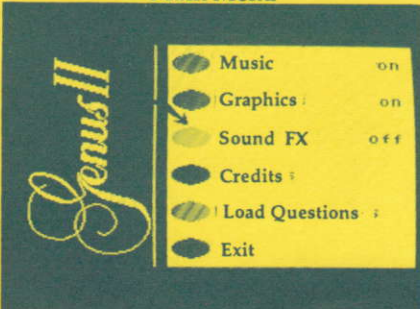 Genus II
Music on
Graphics on
Sound FX off
Credits
Load Questions
Exit